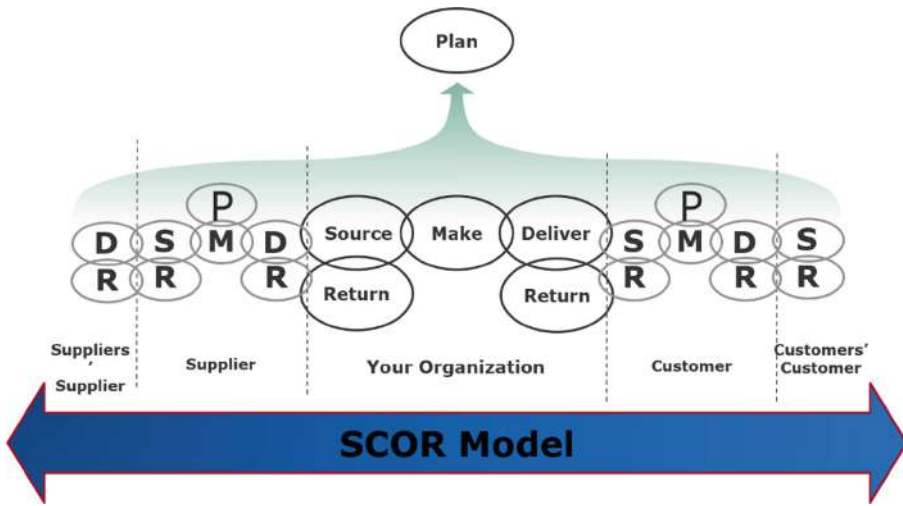 Plan
P
P
D S M D Source Make Deliver S M D S
R R R Return Return R R R
Suppliers
'
Supplier
Supplier
Your Organization
Customer
Customers'
Customer
SCOR Model